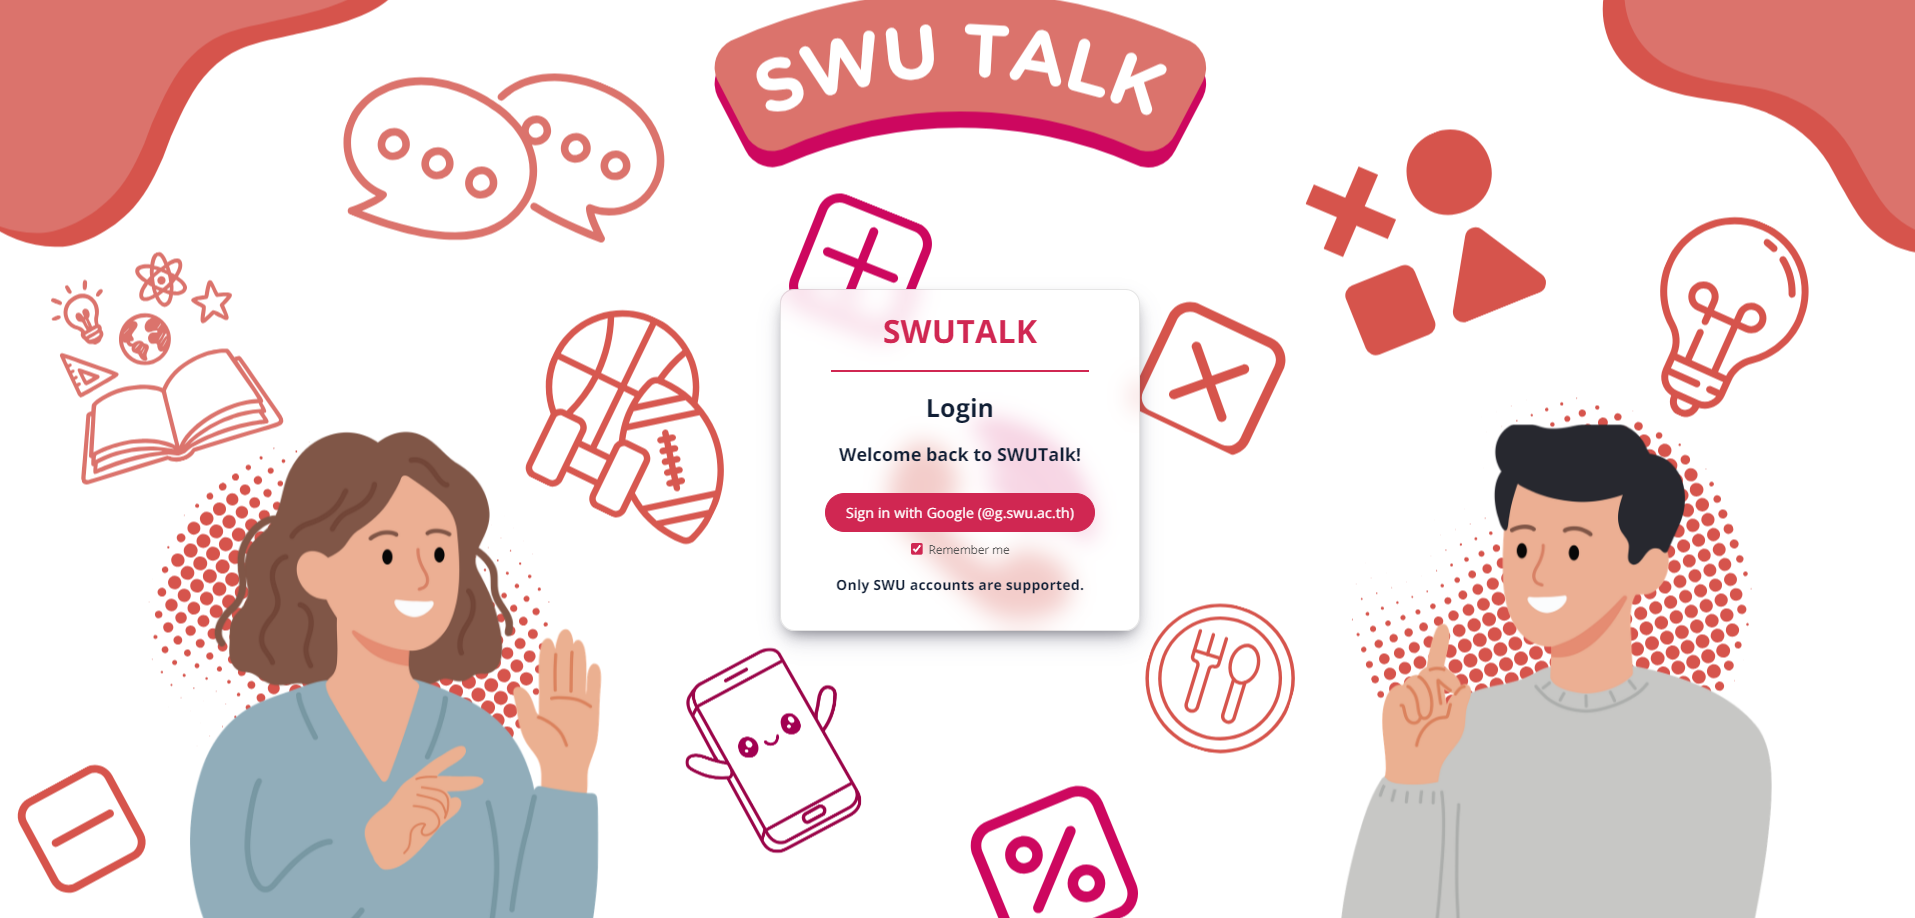 SWU TALK
SWUTALK
Login
Welcome back to SWUTalk!
Sign in with Google (@g.swu.ac.th)
Remember me
Only SWU accounts are supported.